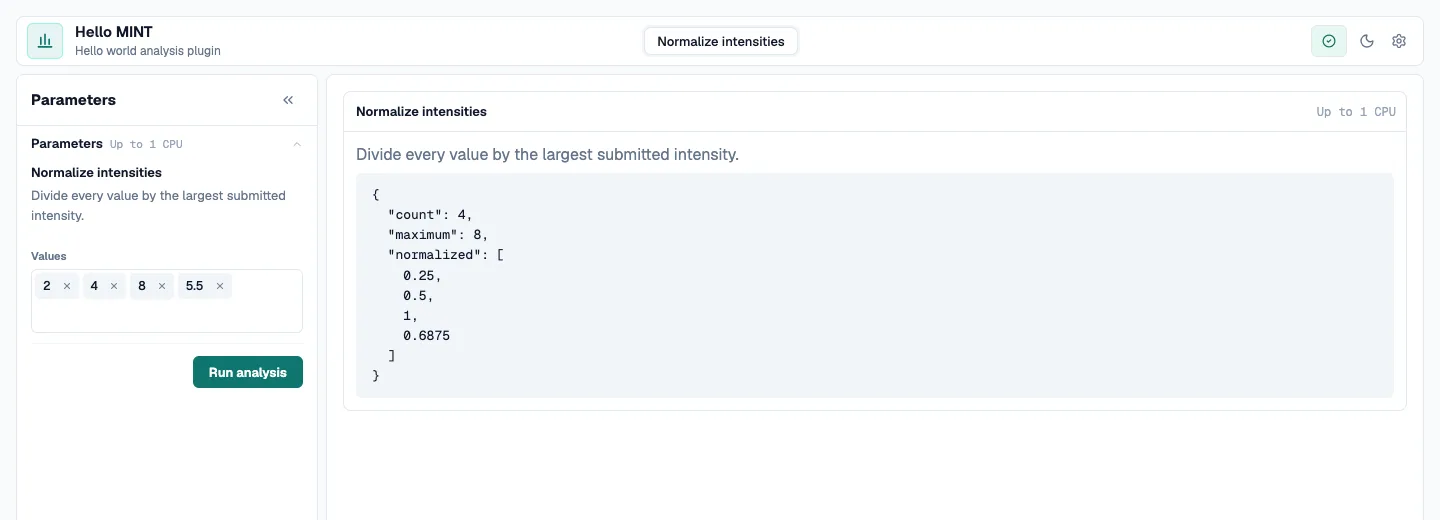 Hello MINT
Hello world analysis plugin
Normalize intensities
Parameters
Parameters Up to 1 CPU
Normalize intensities
Divide every value by the largest submitted
intensity.
Values
2 × 4 × 8 × 5.5 ×
Run analysis
Normalize intensities Up to 1 CPU
Divide every value by the largest submitted intensity.
{
  "count": 4,
  "maximum": 8,
  "normalized": [
    0.25,
    0.5,
    1,
    0.6875
  ]
}